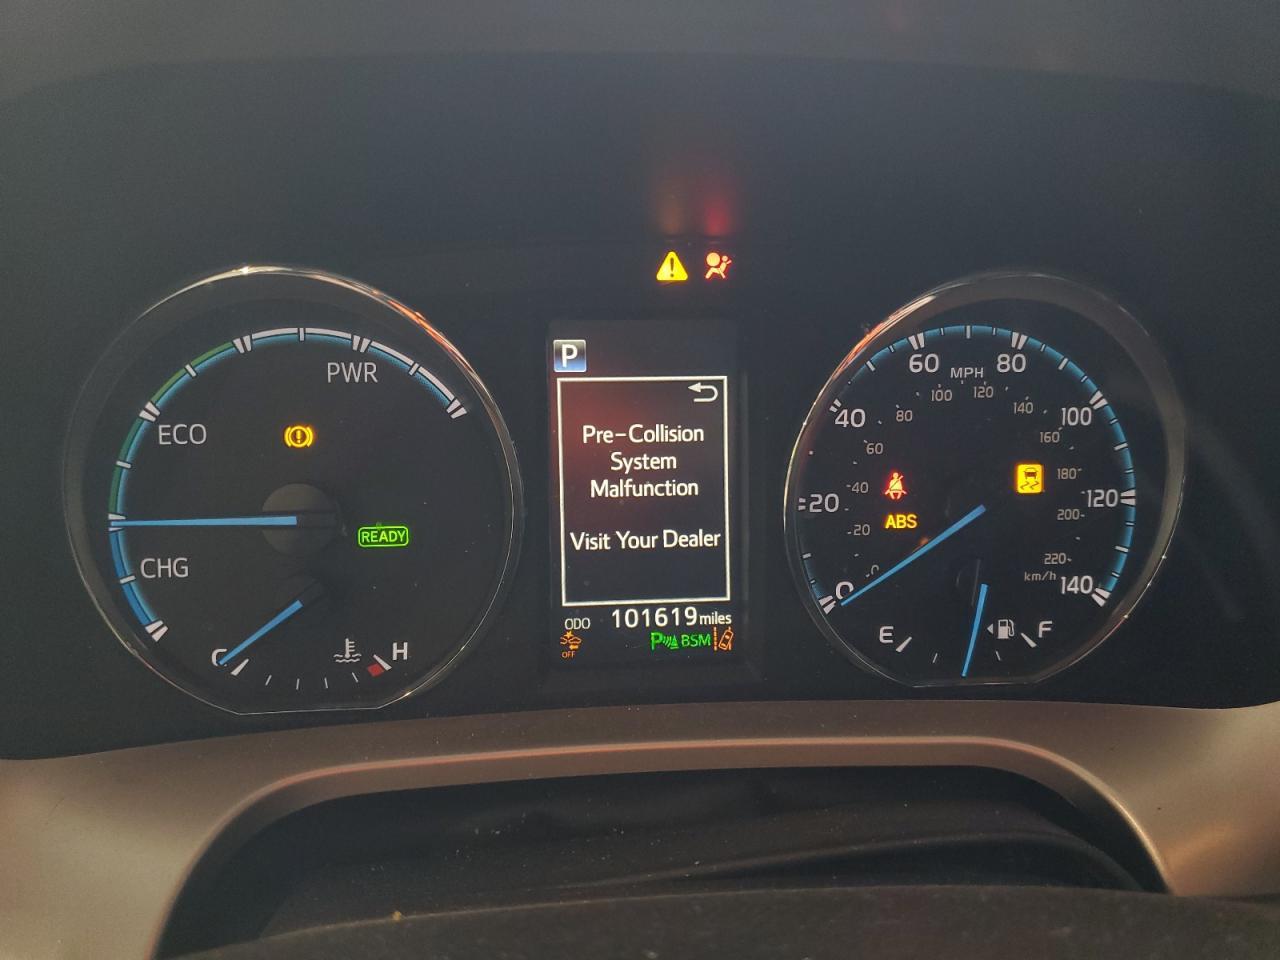 PWR
ECO
CHG
READY
C
H
P
Pre-Collision
System
Malfunction
Visit Your Dealer
ODO 101619 miles
OFF
P BSM
MPH
0
20
40
60
80
100
120
140
0
20
40
60
80
100
120
140
160
180
200
220
km/h
ABS
E
F